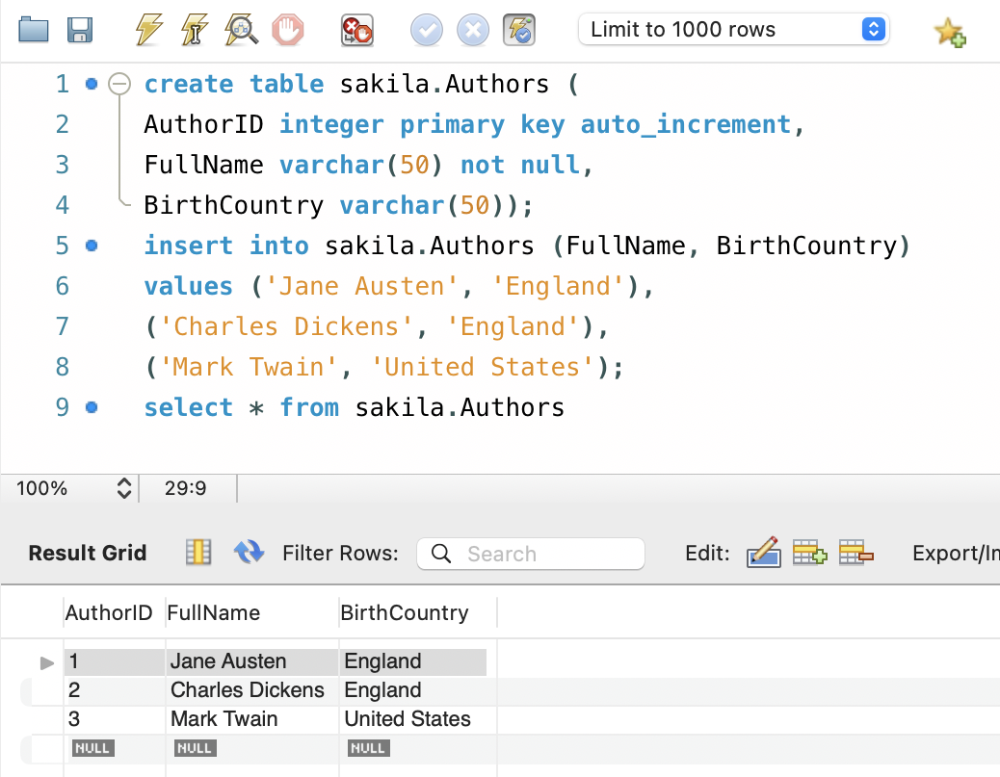 Limit to 1000 rows
1 create table sakila.Authors (
2 AuthorID integer primary key auto_increment,
3 FullName varchar(50) not null,
4 BirthCountry varchar(50));
5 insert into sakila.Authors (FullName, BirthCountry)
6 values ('Jane Austen', 'England'),
7 ('Charles Dickens', 'England'),
8 ('Mark Twain', 'United States');
9 select * from sakila.Authors
100% 29:9
Result Grid Filter Rows: Search Edit: Export/In
AuthorID FullName BirthCountry
1 Jane Austen England
2 Charles Dickens England
3 Mark Twain United States
NULL NULL NULL